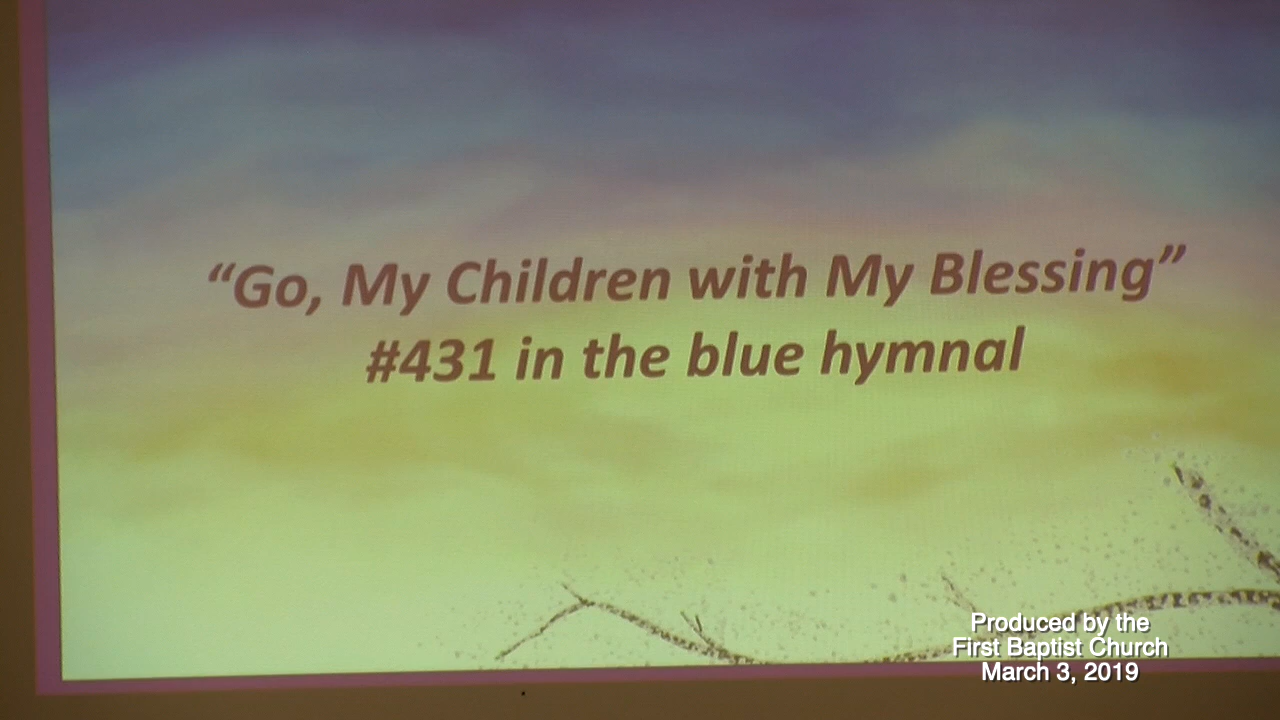 “Go, My Children with My Blessing”
#431 in the blue hymnal
Produced by the
First Baptist Church
March 3, 2019